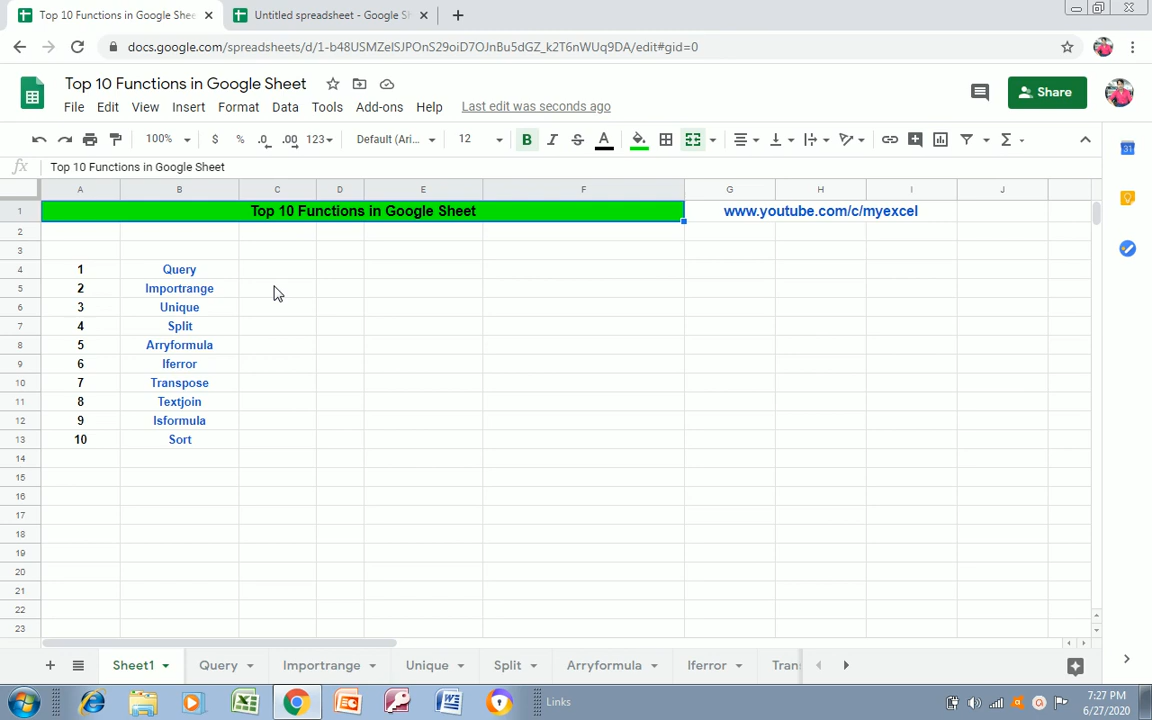 Top 10 Functions in Google Shee
Untitled spreadsheet - Google Sh
docs.google.com/spreadsheets/d/1-b48USMZelSJPOnS29oiD7OJnBu5dGZ_k2T6nWUq9DA/edit#gid=0
Top 10 Functions in Google Sheet
File Edit View Insert Format Data Tools Add-ons Help Last edit was seconds ago
Share
100% $ % .0 .00 123 Default (Ari... 12 B I S A
fx Top 10 Functions in Google Sheet
A B C D E F G H I J
1 Top 10 Functions in Google Sheet www.youtube.com/c/myexcel
2
3
4 1 Query
5 2 Importrange
6 3 Unique
7 4 Split
8 5 Arryformula
9 6 Iferror
10 7 Transpose
11 8 Textjoin
12 9 Isformula
13 10 Sort
14
15
16
17
18
19
20
21
22
23
Sheet1 Query Importrange Unique Split Arryformula Iferror Tran
Links
7:27 PM
6/27/2020
31